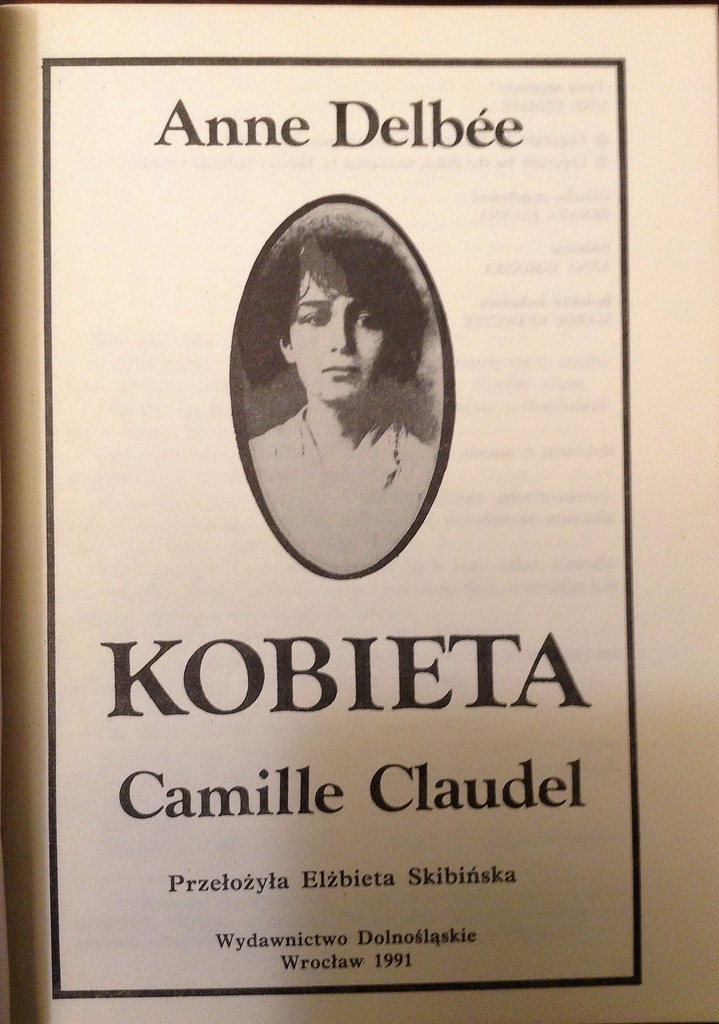 Anne Delbée
KOBIETA
Camille Claudel
Przełożyła Elżbieta Skibińska
Wydawnictwo Dolnośląskie
Wrocław 1991